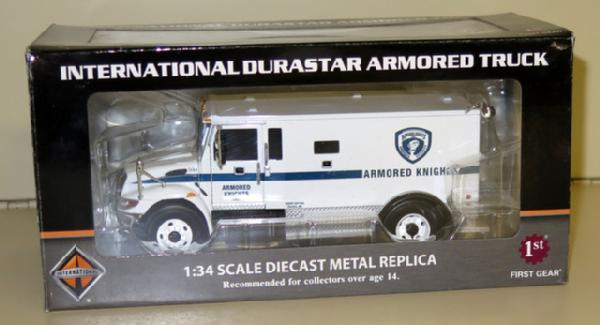 INTERNATIONAL DURASTAR ARMORED TRUCK
ARMORED KNIGHTS
ARMORED
KNIGHTS
INTERNATIONAL
1:34 SCALE DIECAST METAL REPLICA
Recommended for collectors over age 14.
1st
FIRST GEAR